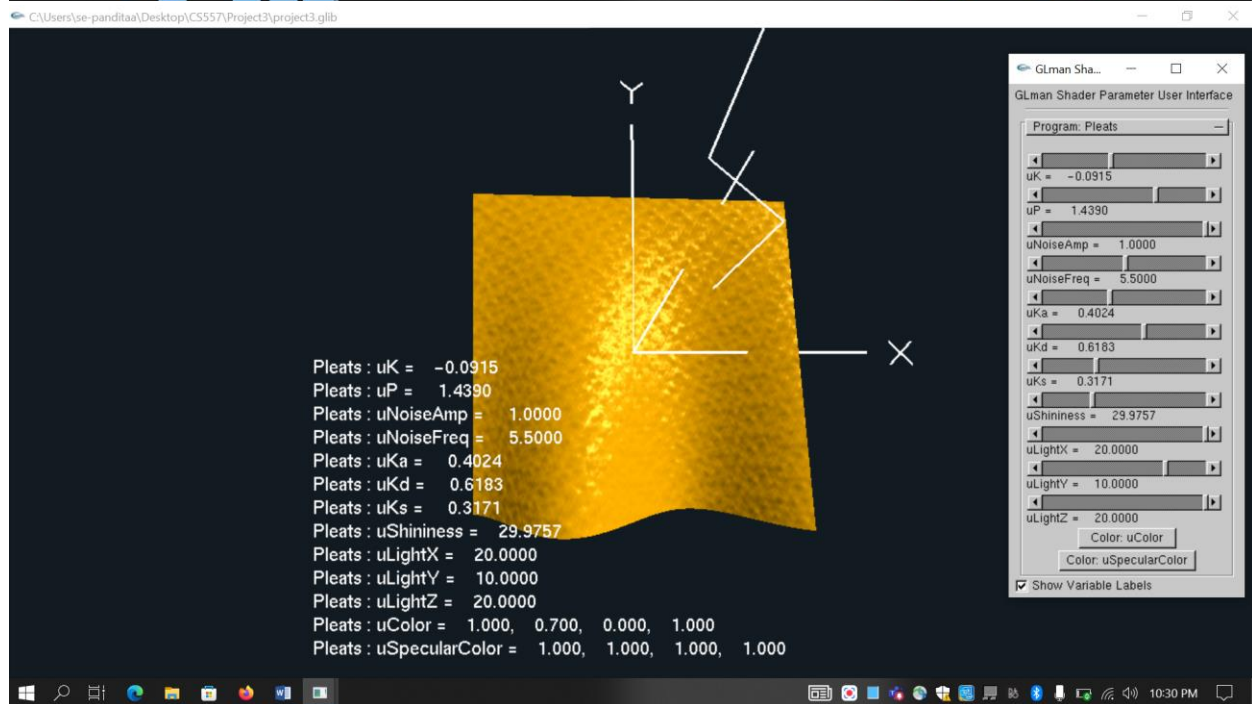 C:\Users\se-panditaa\Desktop\CS557\Project3\project3.glib
Y
X
Pleats : uK = -0.0915
Pleats : uP = 1.4390
Pleats : uNoiseAmp = 1.0000
Pleats : uNoiseFreq = 5.5000
Pleats : uKa = 0.4024
Pleats : uKd = 0.6183
Pleats : uKs = 0.3171
Pleats : uShininess = 29.9757
Pleats : uLightX = 20.0000
Pleats : uLightY = 10.0000
Pleats : uLightZ = 20.0000
Pleats : uColor = 1.000, 0.700, 0.000, 1.000
Pleats : uSpecularColor = 1.000, 1.000, 1.000, 1.000
GLman Sha...
GLman Shader Parameter User Interface
Program: Pleats
uK = -0.0915
uP = 1.4390
uNoiseAmp = 1.0000
uNoiseFreq = 5.5000
uKa = 0.4024
uKd = 0.6183
uKs = 0.3171
uShininess = 29.9757
uLightX = 20.0000
uLightY = 10.0000
uLightZ = 20.0000
Color: uColor
Color: uSpecularColor
Show Variable Labels
10:30 PM